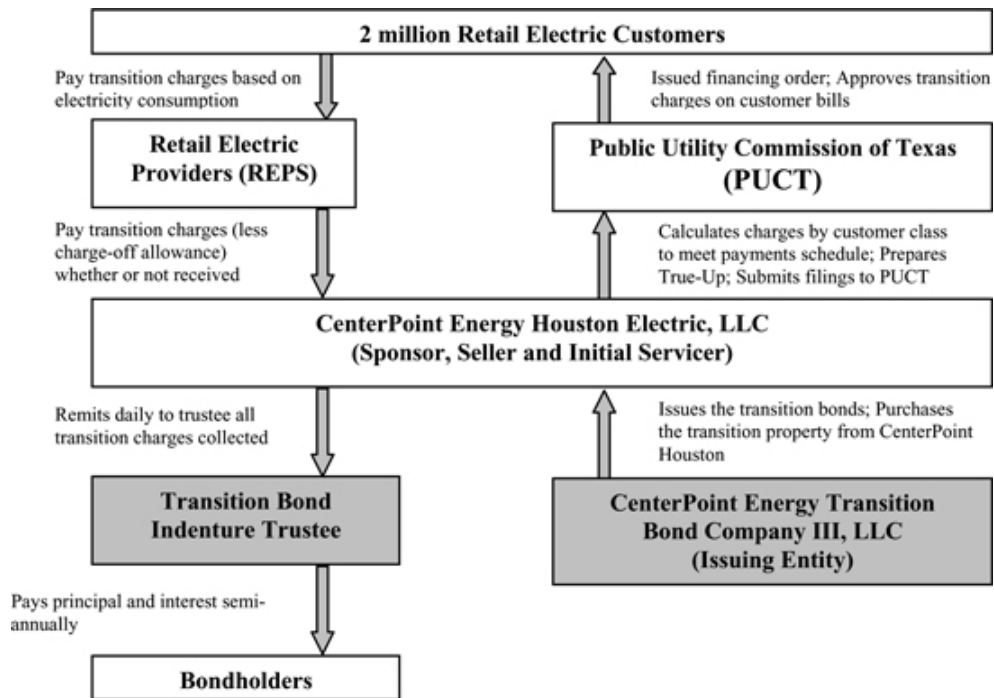 2 million Retail Electric Customers
Pay transition charges based on
electricity consumption
Issued financing order; Approves transition
charges on customer bills
Retail Electric
Providers (REPS)
Public Utility Commission of Texas
(PUCT)
Pay transition charges (less
charge-off allowance)
whether or not received
Calculates charges by customer class
to meet payments schedule; Prepares
True-Up; Submits filings to PUCT
CenterPoint Energy Houston Electric, LLC
(Sponsor, Seller and Initial Servicer)
Remits daily to trustee all
transition charges collected
Issues the transition bonds; Purchases
the transition property from CenterPoint
Houston
Transition Bond
Indenture Trustee
CenterPoint Energy Transition
Bond Company III, LLC
(Issuing Entity)
Pays principal and interest semi-
annually
Bondholders